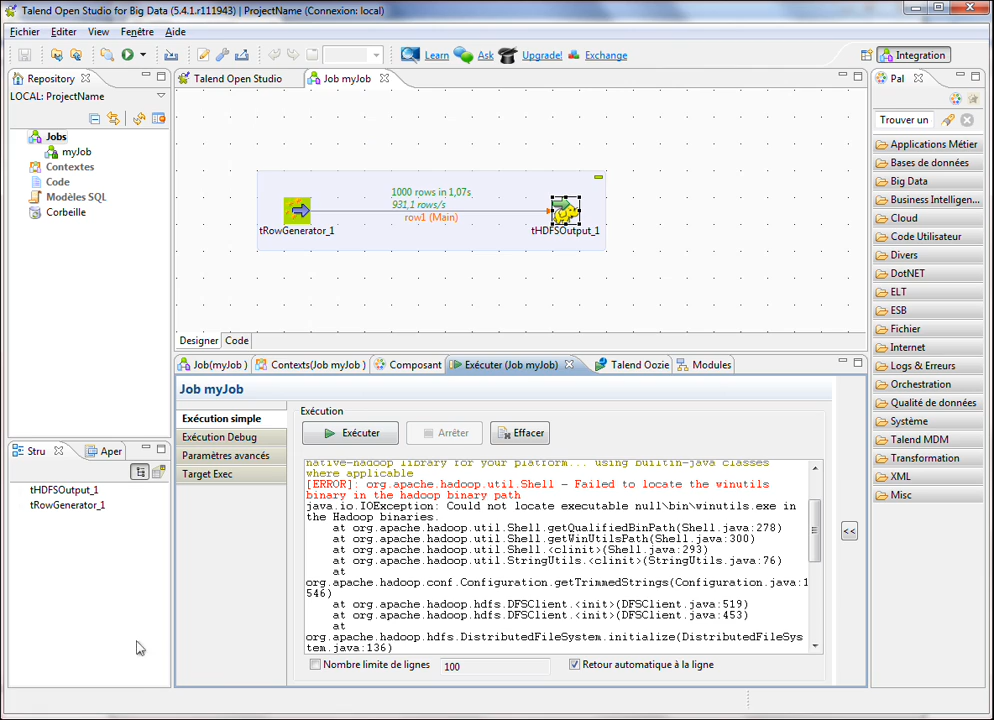 Talend Open Studio for Big Data (5.4.1.r111943) | ProjectName (Connexion: local)
Fichier Editer View Fenêtre Aide
Learn Ask Upgrade! Exchange Integration
Repository
LOCAL: ProjectName
Jobs
myJob
Contextes
Code
Modèles SQL
Corbeille
Talend Open Studio Job myJob
1000 rows in 1,07s
931,1 rows/s
row1 (Main)
tRowGenerator_1 tHDFSOutput_1
Designer Code
Pal
Trouver un
Applications Métier
Bases de données
Big Data
Business Intelligen...
Cloud
Code Utilisateur
Divers
DotNET
ELT
ESB
Fichier
Internet
Logs & Erreurs
Orchestration
Qualité de données
Système
Talend MDM
Transformation
XML
Misc
Stru Aper
tHDFSOutput_1
tRowGenerator_1
Job(myJob ) Contexts(Job myJob ) Composant Exécuter (Job myJob) Talend Oozie Modules
Job myJob
Exécution simple
Exécution Debug
Paramètres avancés
Target Exec
Exécution
Exécuter Arrêter Effacer
native-hadoop library for your platform... using builtin-java classes
where applicable
[ERROR]: org.apache.hadoop.util.Shell - Failed to locate the winutils
binary in the hadoop binary path
java.io.IOException: Could not locate executable null\bin\winutils.exe in
the Hadoop binaries.
at org.apache.hadoop.util.Shell.getQualifiedBinPath(Shell.java:278)
at org.apache.hadoop.util.Shell.getWinUtilsPath(Shell.java:300)
at org.apache.hadoop.util.Shell.<clinit>(Shell.java:293)
at org.apache.hadoop.util.StringUtils.<clinit>(StringUtils.java:76)
at
org.apache.hadoop.conf.Configuration.getTrimmedStrings(Configuration.java:1
546)
at org.apache.hadoop.hdfs.DFSClient.<init>(DFSClient.java:519)
at org.apache.hadoop.hdfs.DFSClient.<init>(DFSClient.java:453)
at
org.apache.hadoop.hdfs.DistributedFileSystem.initialize(DistributedFileSys
tem.java:136)
<<
Nombre limite de lignes 100 Retour automatique à la ligne